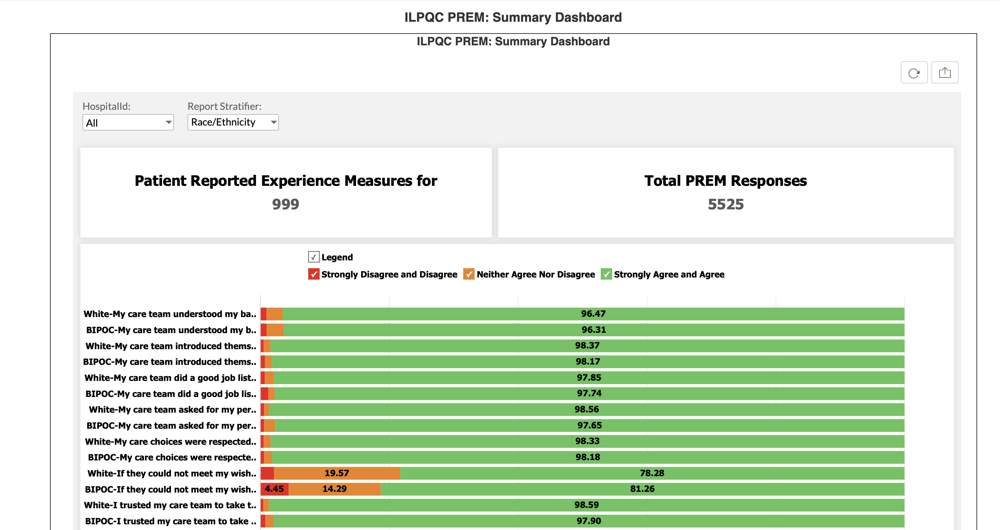 ILPQC PREM: Summary Dashboard
ILPQC PREM: Summary Dashboard
HospitalId: Report Stratifier:
All Race/Ethnicity
Patient Reported Experience Measures for
999
Total PREM Responses
5525
Legend
Strongly Disagree and Disagree Neither Agree Nor Disagree Strongly Agree and Agree
White-My care team understood my ba.. 96.47
BIPOC-My care team understood my b.. 96.31
White-My care team introduced thems.. 98.37
BIPOC-My care team introduced thems.. 98.17
White-My care team did a good job list.. 97.85
BIPOC-My care team did a good job lis.. 97.74
White-My care team asked for my per.. 98.56
BIPOC-My care team asked for my per.. 97.65
White-My care choices were respected.. 98.33
BIPOC-My care choices were respecte.. 98.18
White-If they could not meet my wish.. 19.57 78.28
BIPOC-If they could not meet my wish.. 4.45 14.29 81.26
White-I trusted my care team to take t.. 98.59
BIPOC-I trusted my care team to take .. 97.90